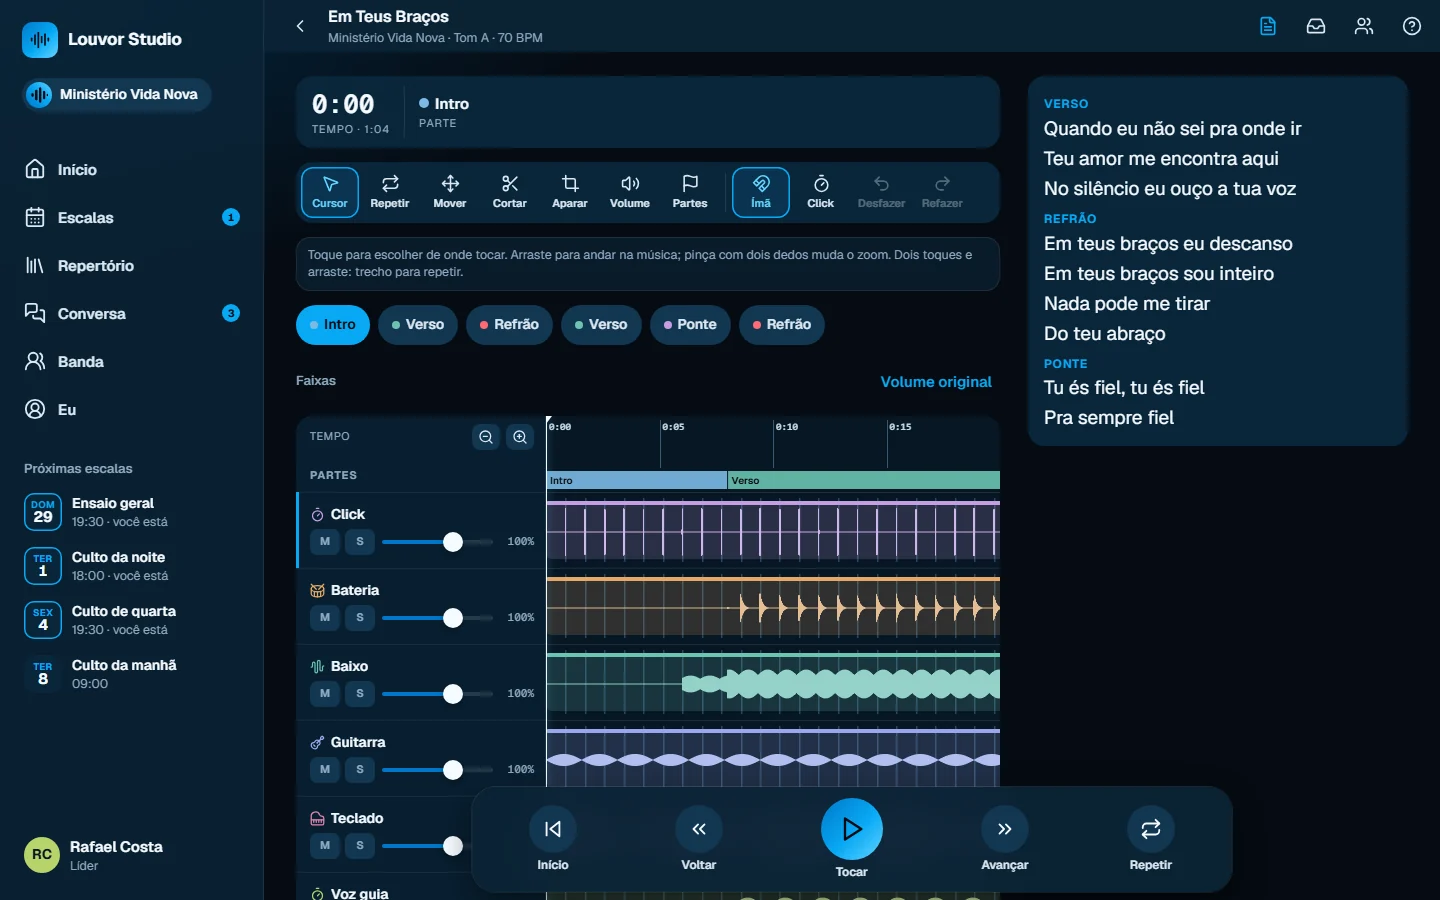 Louvor Studio
Ministério Vida Nova
Início
Escalas 1
Repertório
Conversa 3
Banda
Eu
Próximas escalas
DOM 29 Ensaio geral
19:30 · você está
TER 1 Culto da noite
18:00 · você está
SEX 4 Culto de quarta
19:30 · você está
TER 8 Culto da manhã
09:00
RC Rafael Costa
Líder
Em Teus Braços
Ministério Vida Nova · Tom A · 70 BPM
0:00 Intro
TEMPO · 1:04 PARTE
Cursor Repetir Mover Cortar Aparar Volume Partes Ímã Click Desfazer Refazer
Toque para escolher de onde tocar. Arraste para andar na música; pinça com dois dedos muda o zoom. Dois toques e
arraste: trecho para repetir.
Intro Verso Refrão Verso Ponte Refrão
Faixas Volume original
TEMPO 0:00 0:05 0:10 0:15
PARTES Intro Verso
Click
M S 100%
Bateria
M S 100%
Baixo
M S 100%
Guitarra
M S 100%
Teclado
M S
Voz guia
Início Voltar Tocar Avançar Repetir
VERSO
Quando eu não sei pra onde ir
Teu amor me encontra aqui
No silêncio eu ouço a tua voz
REFRÃO
Em teus braços eu descanso
Em teus braços sou inteiro
Nada pode me tirar
Do teu abraço
PONTE
Tu és fiel, tu és fiel
Pra sempre fiel